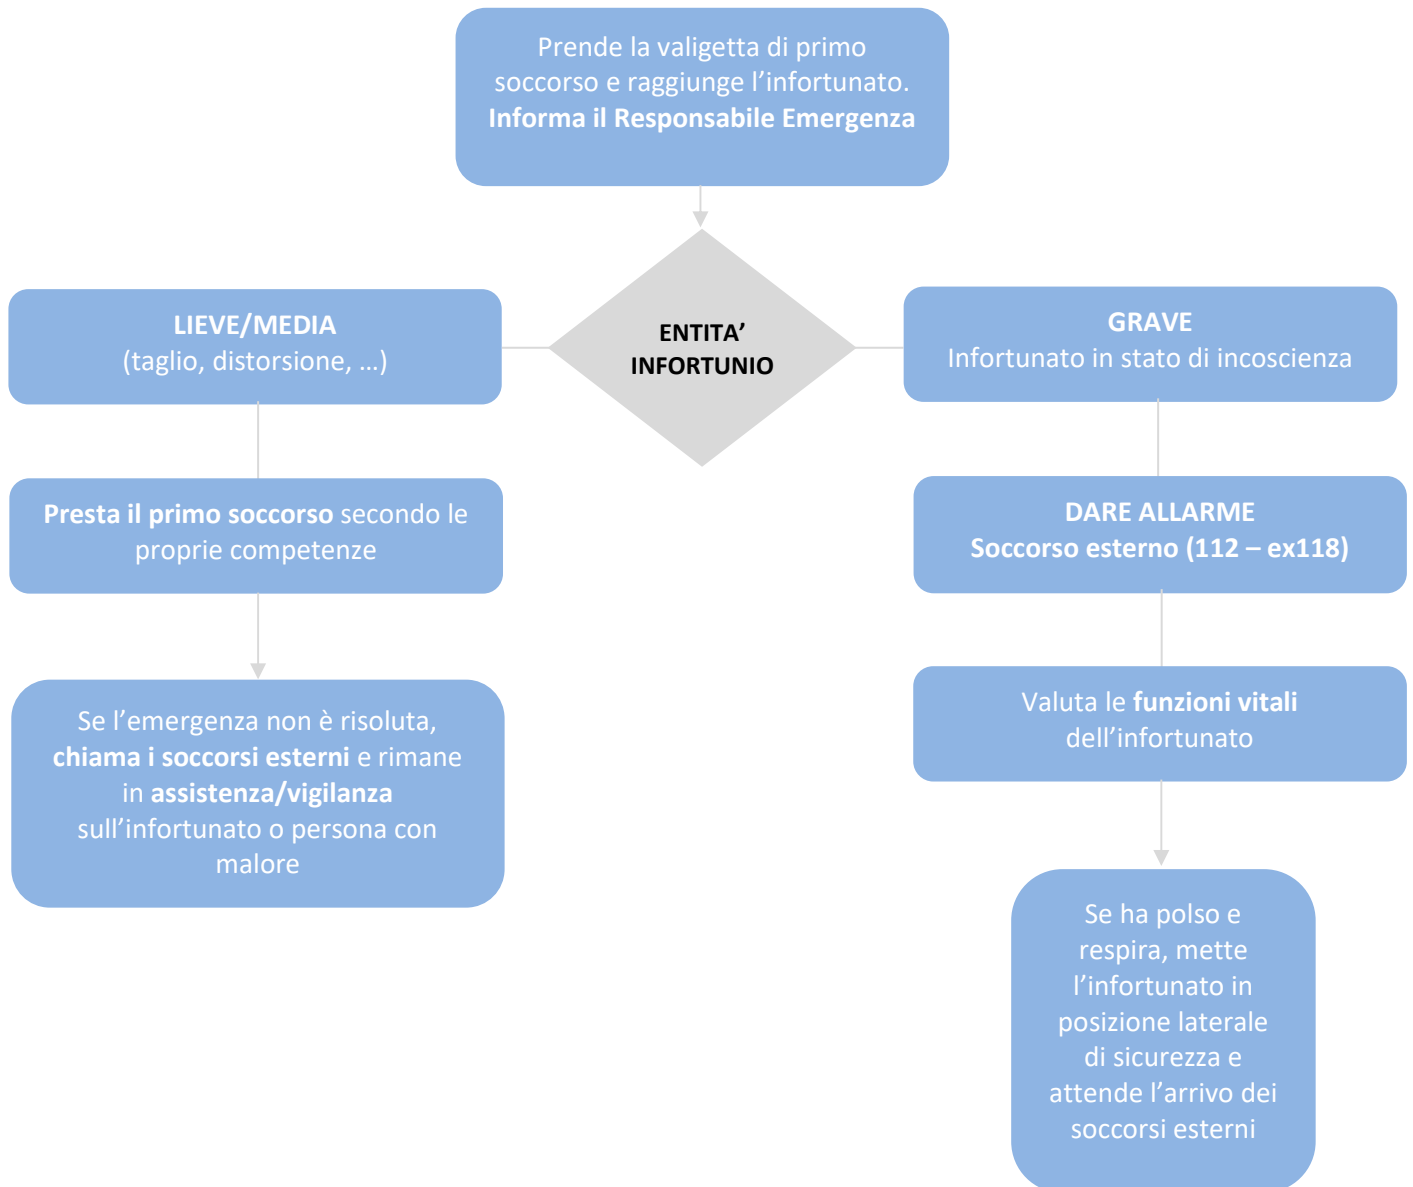 Prende la valigetta di primo
soccorso e raggiunge l’infortunato.
Informa il Responsabile Emergenza
LIEVE/MEDIA
(taglio, distorsione, …)
ENTITA’
INFORTUNIO
GRAVE
Infortunato in stato di incoscienza
Presta il primo soccorso secondo le
proprie competenze
DARE ALLARME
Soccorso esterno (112 – ex118)
Se l’emergenza non è risoluta,
chiama i soccorsi esterni e rimane
in assistenza/vigilanza
sull’infortunato o persona con
malore
Valuta le funzioni vitali
dell’infortunato
Se ha polso e
respira, mette
l’infortunato in
posizione laterale
di sicurezza e
attende l’arrivo dei
soccorsi esterni